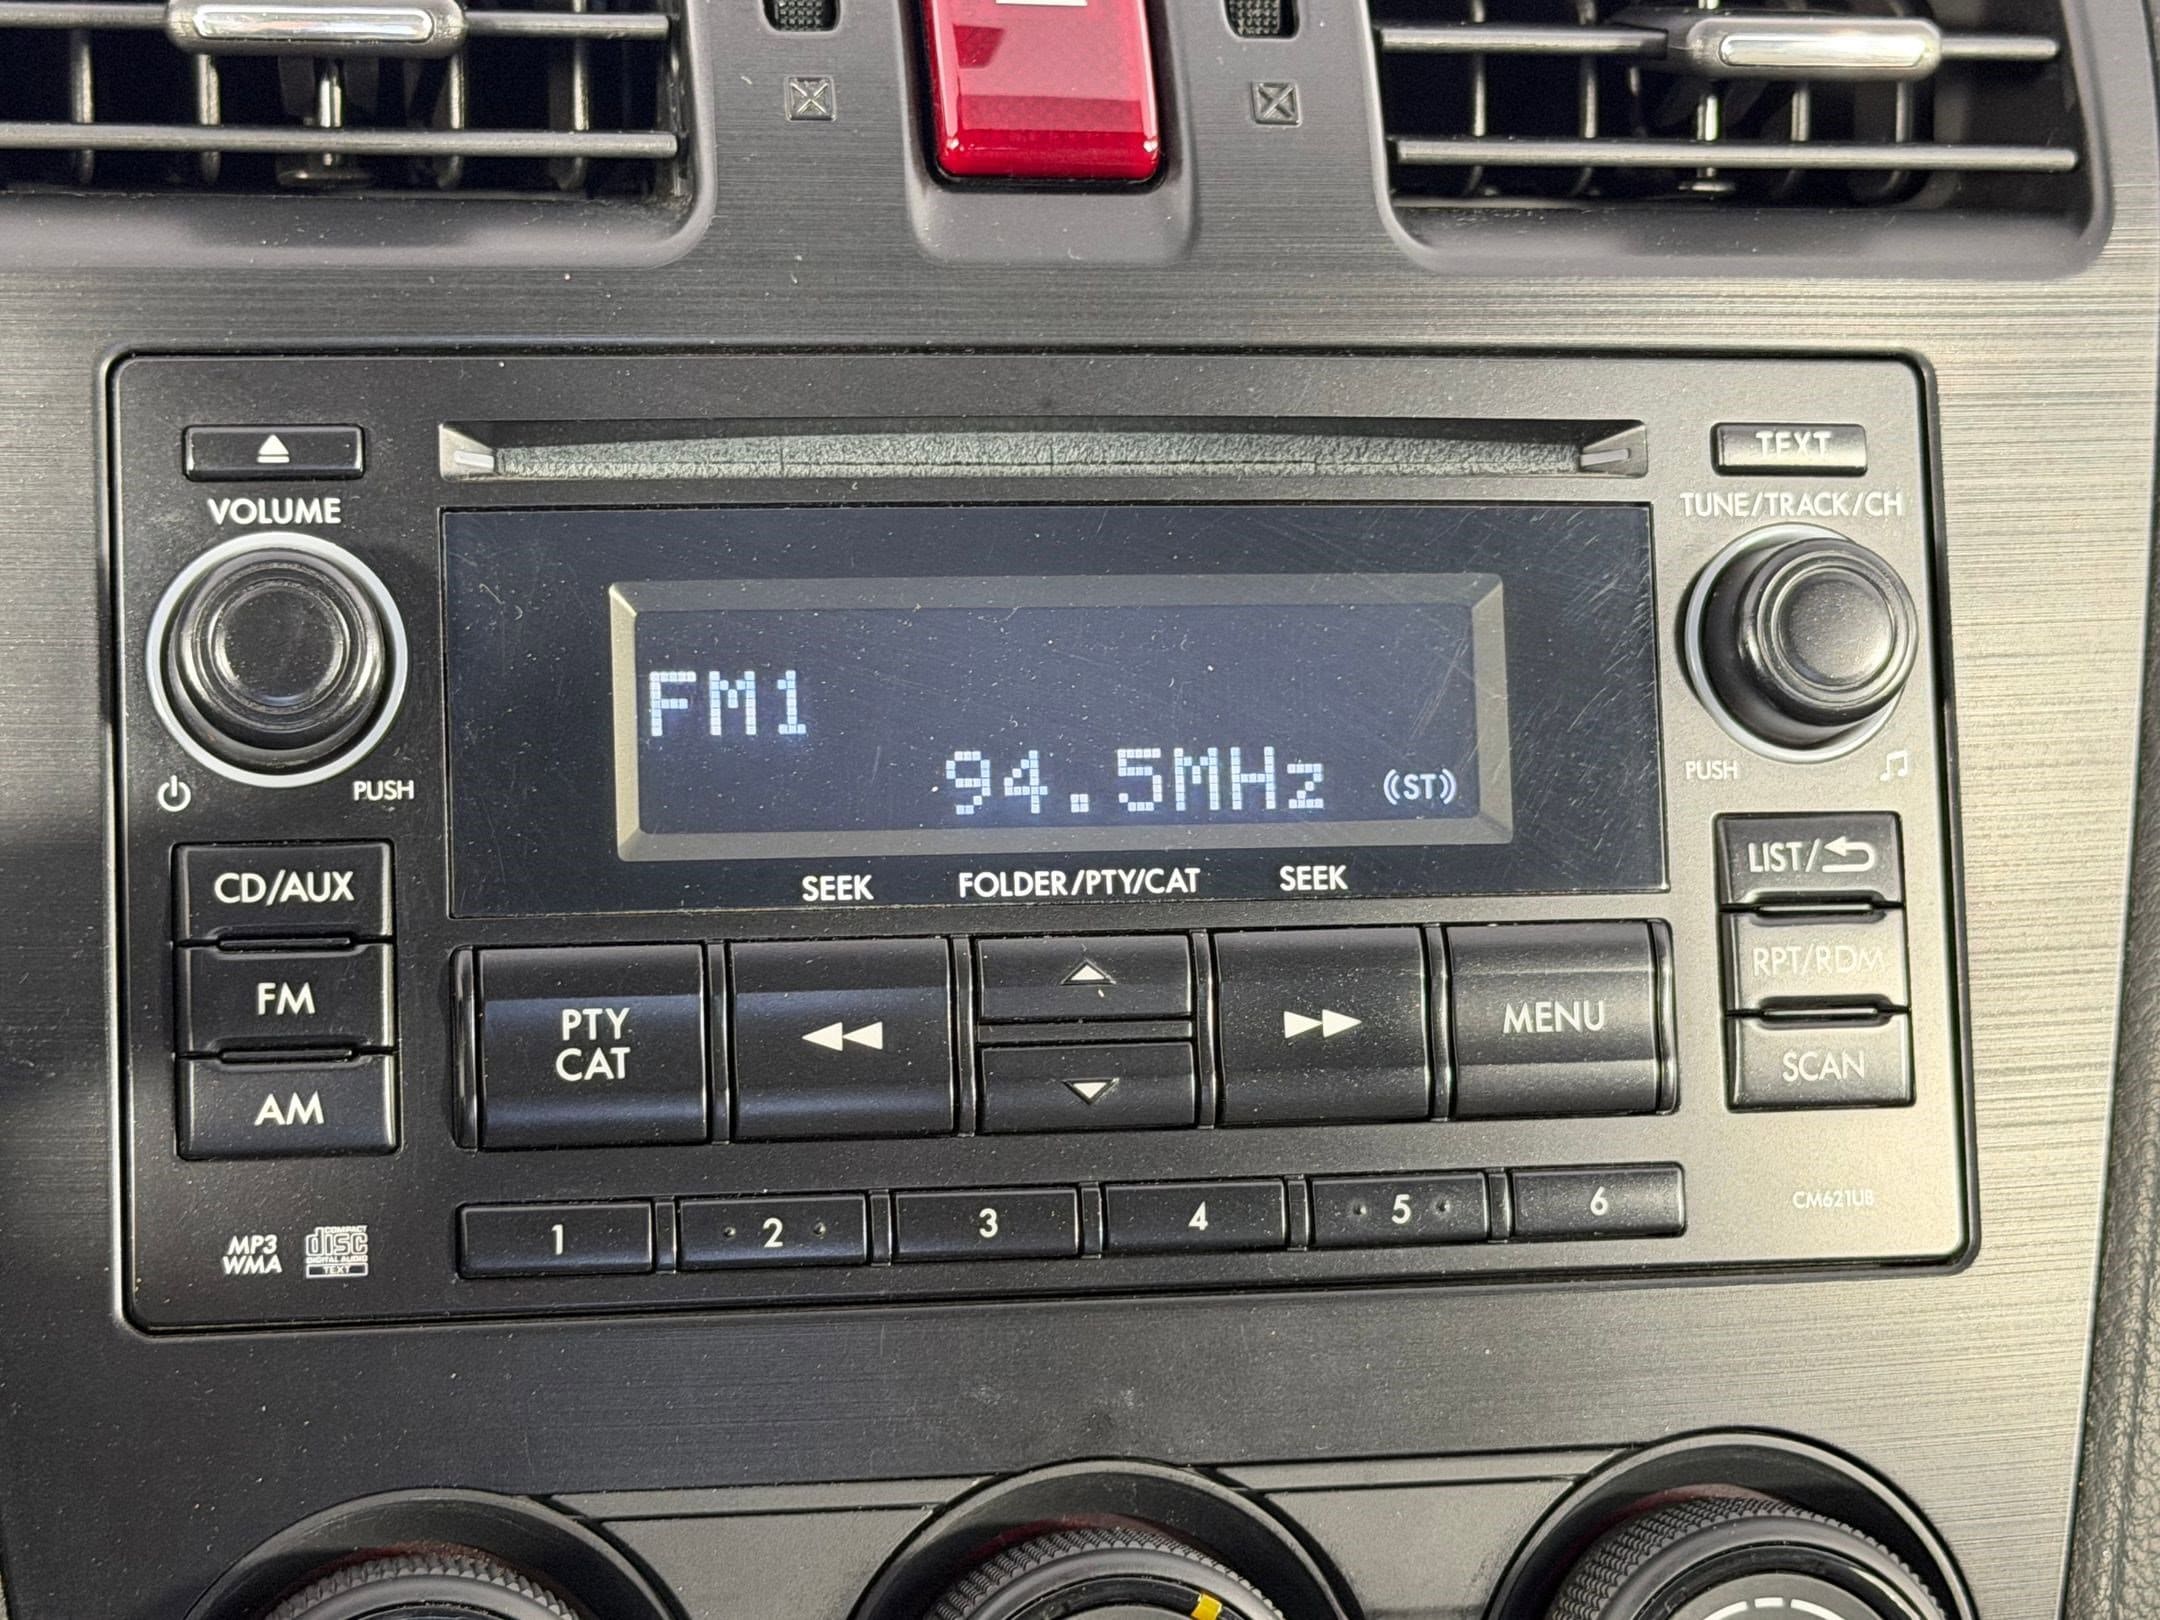 TEXT
VOLUME
TUNE/TRACK/CH
FM1
94.5MHz (ST)
PUSH
PUSH
SEEK FOLDER/PTY/CAT SEEK
CD/AUX
FM
AM
PTY
CAT
MENU
LIST/
RPT/RDM
SCAN
1 2 3 4 5 6
CM621UB
MP3
WMA
COMPACT
disc
DIGITAL AUDIO
TEXT